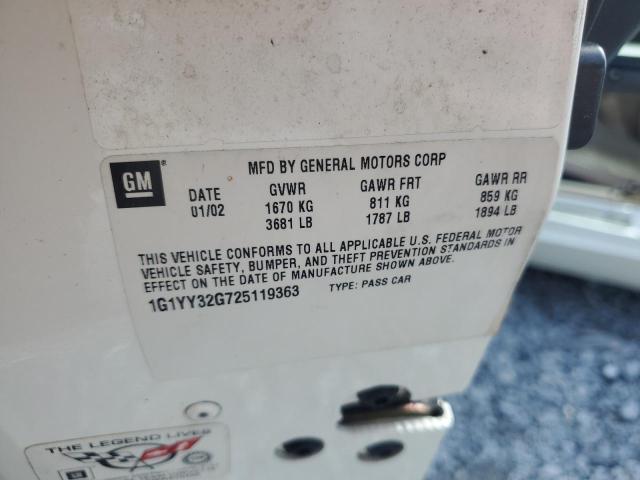 GM
MFD BY GENERAL MOTORS CORP
DATE GVWR GAWR FRT GAWR RR
01/02 1670 KG 811 KG 859 KG
3681 LB 1787 LB 1894 LB
THIS VEHICLE CONFORMS TO ALL APPLICABLE U.S. FEDERAL MOTOR
VEHICLE SAFETY, BUMPER, AND THEFT PREVENTION STANDARDS IN
EFFECT ON THE DATE OF MANUFACTURE SHOWN ABOVE.
1G1YY32G725119363 TYPE: PASS CAR
THE LEGEND LIVES
GM